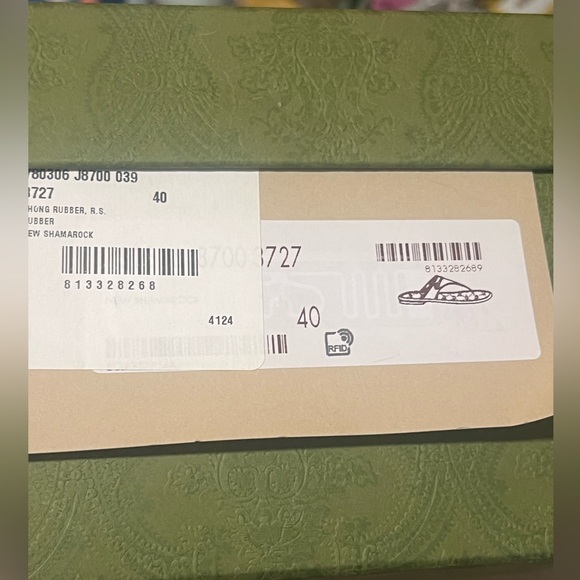 780306 J8700 039
3727 40
HONG RUBBER, R.S.
UBBER
EW SHAMAROCK
813328268
4124
8700 3727
8133282689
40
RFID